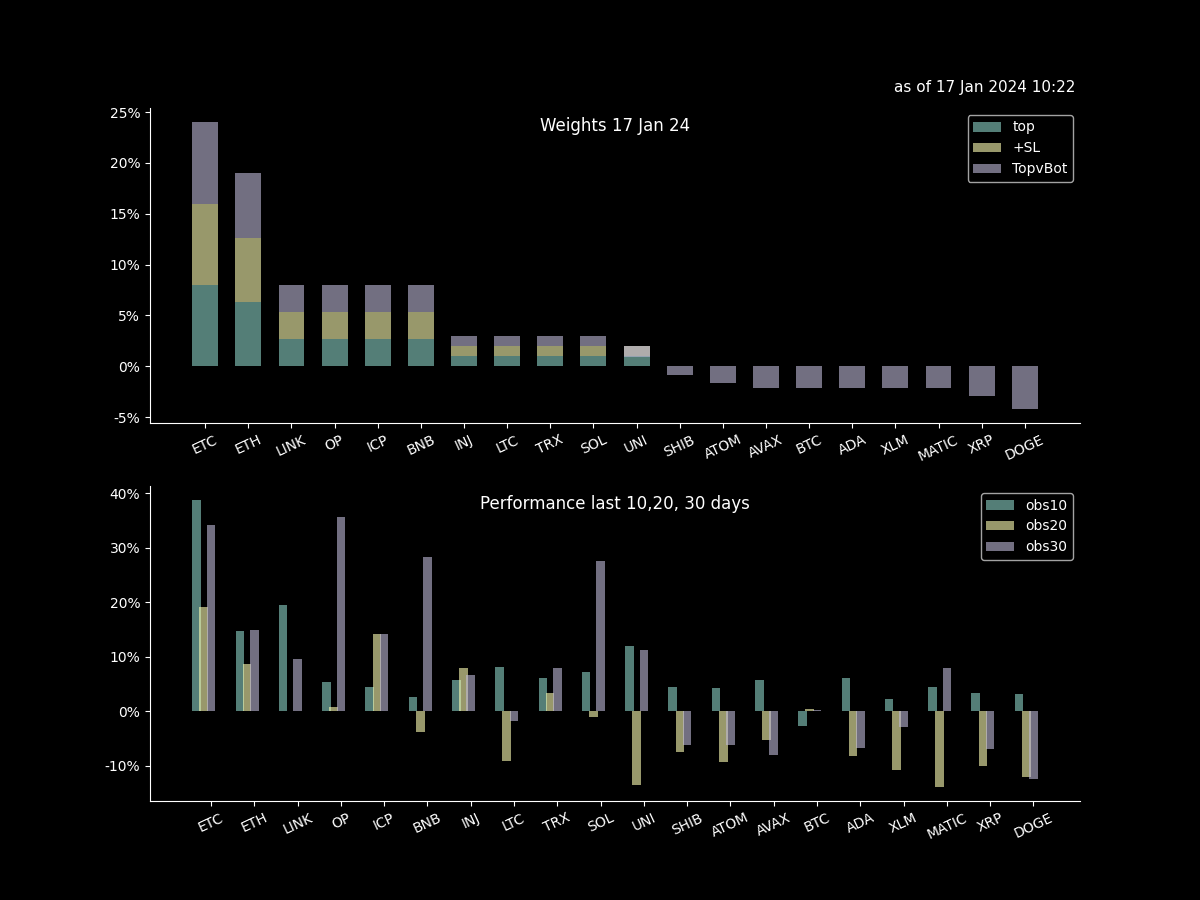 as of 17 Jan 2024 10:22
Weights 17 Jan 24
top
+SL
TopvBot
25%
20%
15%
10%
5%
0%
-5%
ETC ETH LINK OP ICP BNB INJ LTC TRX SOL UNI SHIB ATOM AVAX BTC ADA XLM MATIC XRP DOGE
Performance last 10,20, 30 days
obs10
obs20
obs30
40%
30%
20%
10%
0%
-10%
ETC ETH LINK OP ICP BNB INJ LTC TRX SOL UNI SHIB ATOM AVAX BTC ADA XLM MATIC XRP DOGE